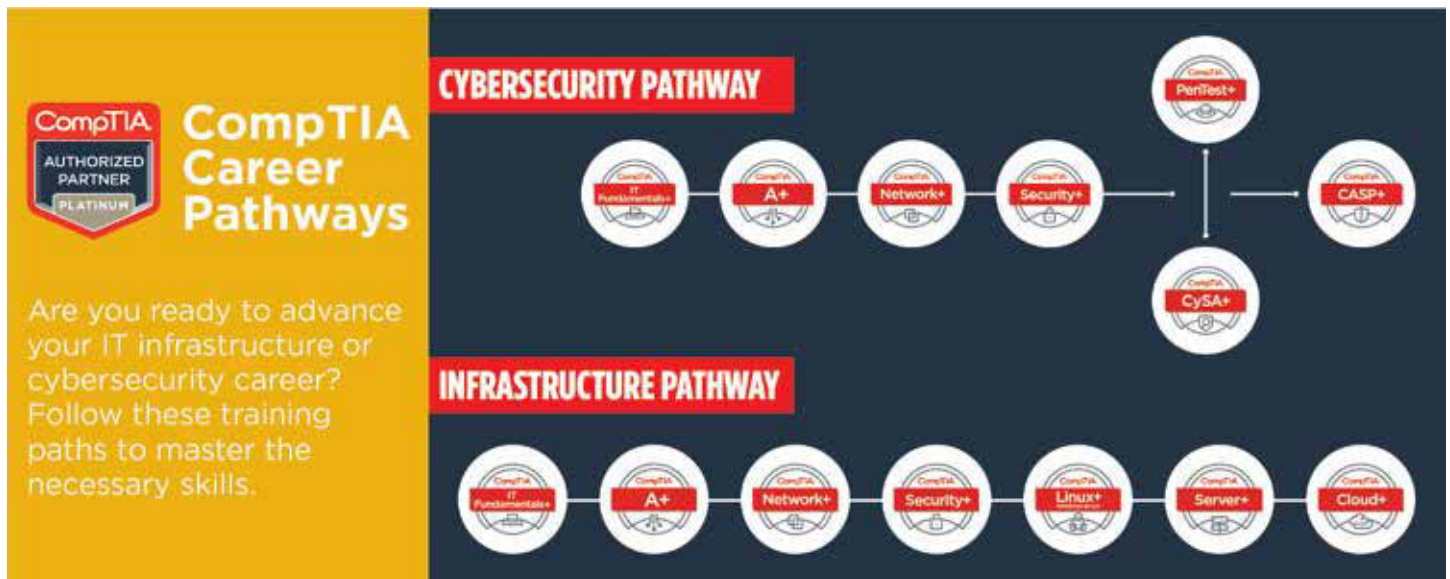 CompTIA.
AUTHORIZED
PARTNER
PLATINUM
CompTIA
Career
Pathways
Are you ready to advance
your IT infrastructure or
cybersecurity career?
Follow these training
paths to master the
necessary skills.
CYBERSECURITY PATHWAY
CompTIA
PenTest+
CompTIA
IT
Fundamentals+
CompTIA
A+
CompTIA
Network+
CompTIA
Security+
CompTIA
CASP+
CompTIA
CySA+
INFRASTRUCTURE PATHWAY
CompTIA
IT
Fundamentals+
CompTIA
A+
CompTIA
Network+
CompTIA
Security+
CompTIA
Linux+
CompTIA
Server+
CompTIA
Cloud+